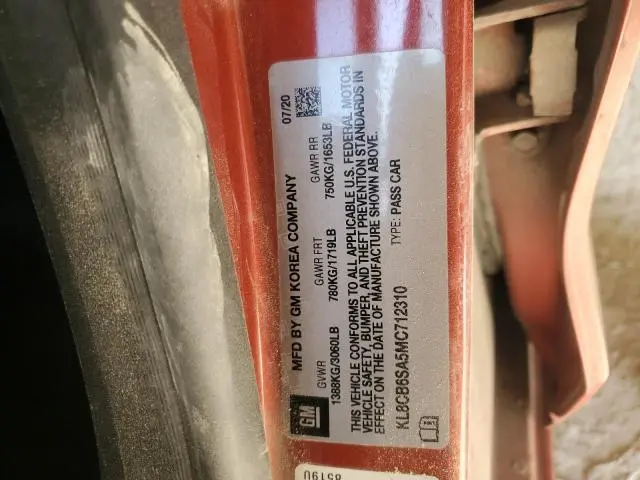 MFD BY GM KOREA COMPANY 07/20
GVWR GAWR FRT GAWR RR
1388KG/3060LB 780KG/1719LB 750KG/1653LB
THIS VEHICLE CONFORMS TO ALL APPLICABLE U.S. FEDERAL MOTOR
VEHICLE SAFETY, BUMPER, AND THEFT PREVENTION STANDARDS IN
EFFECT ON THE DATE OF MANUFACTURE SHOWN ABOVE.
KL8CB6SA5MC712310 TYPE: PASS CAR
GM
8519U